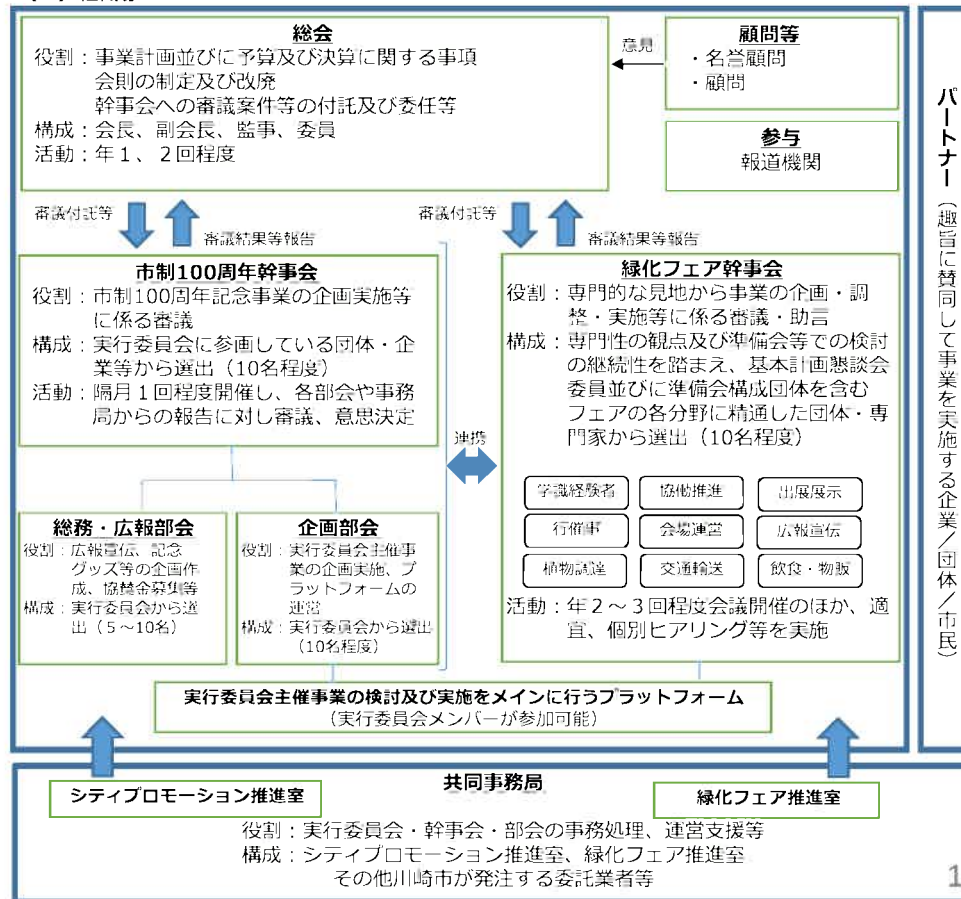 総会
役割：事業計画並びに予算及び決算に関する事項
会則の制定及び改廃
幹事会への審議案件等の付託及び委任等
構成：会長、副会長、監事、委員
活動：年１、２回程度
意見
顧問等
・名誉顧問
・顧問
参与
報道機関
審議付託等
審議結果等報告
審議付託等
審議結果等報告
市制100周年幹事会
役割：市制100周年記念事業の企画実施等
に係る審議
構成：実行委員会に参画している団体・企
業等から選出（10名程度）
活動：隔月１回程度開催し、各部会や事務
局からの報告に対し審議、意思決定
連携
緑化フェア幹事会
役割：専門的な見地から事業の企画・調
整・実施等に係る審議・助言
構成：専門性の観点及び準備会等での検討
の継続性を踏まえ、基本計画懇談会
委員並びに準備会構成団体を含む
フェアの各分野に精通した団体・専
門家から選出（10名程度）
学識経験者
協働推進
出展展示
行催事
会場運営
広報宣伝
植物調達
交通輸送
飲食・物販
活動：年２～３回程度会議開催のほか、適
宜、個別ヒアリング等を実施
総務・広報部会
役割：広報宣伝、記念
グッズ等の企画作
成、協賛金募集等
構成：実行委員会から選
出（５～10名）
企画部会
役割：実行委員会主催事
業の企画実施、プ
ラットフォームの
運営
構成：実行委員会から選出
（10名程度）
実行委員会主催事業の検討及び実施をメインに行うプラットフォーム
（実行委員会メンバーが参加可能）
パートナー（趣旨に賛同して事業を実施する企業／団体／市民）
共同事務局
シティプロモーション推進室
緑化フェア推進室
役割：実行委員会・幹事会・部会の事務処理、運営支援等
構成：シティプロモーション推進室、緑化フェア推進室
その他川崎市が発注する委託業者等
1